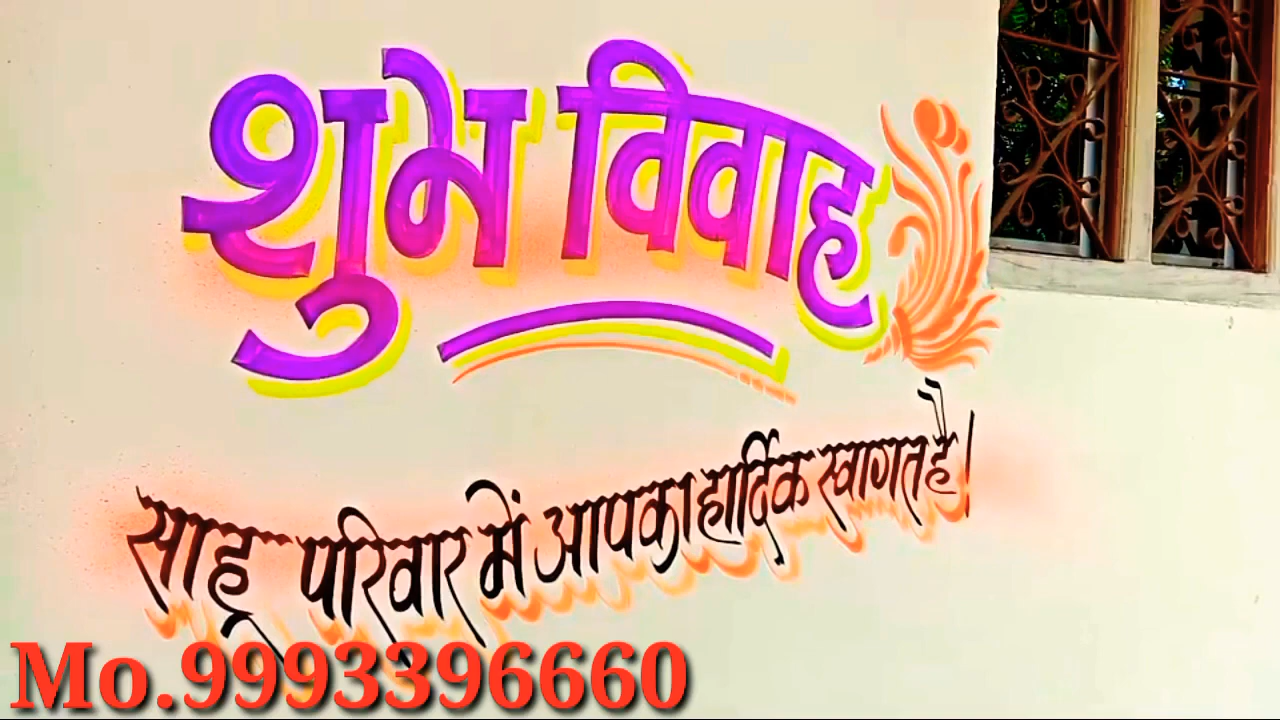 शुभ विवाह
साहू परिवार में आपका हार्दिक स्वागत है।
Mo.9993396660